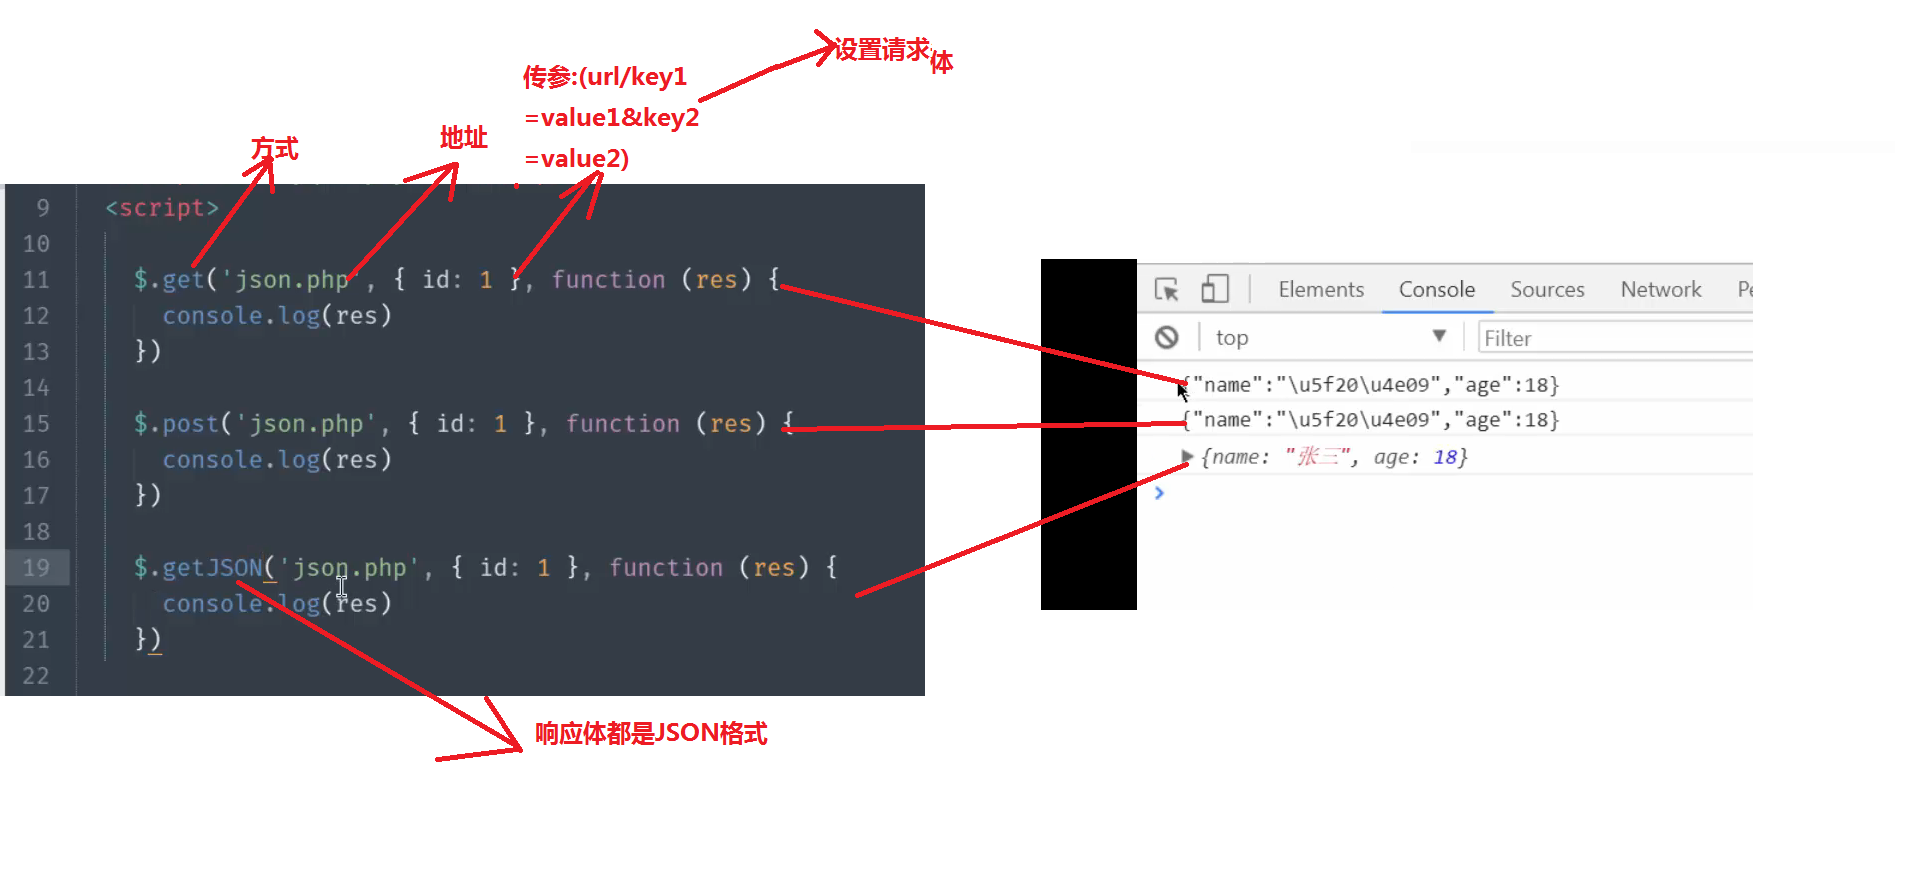 设置请求体
传参:(url/key1
=value1&key2
=value2)
方式
地址
9 <script>
10
11 $.get('json.php', { id: 1 }, function (res) {
12 console.log(res)
13 })
14
15 $.post('json.php', { id: 1 }, function (res) {
16 console.log(res)
17 })
18
19 $.getJSON('json.php', { id: 1 }, function (res) {
20 console.log(res)
21 })
22
Elements Console Sources Network
top Filter
{"name":"\u5f20\u4e09","age":18}
{"name":"\u5f20\u4e09","age":18}
{name: "张三", age: 18}
响应体都是JSON格式